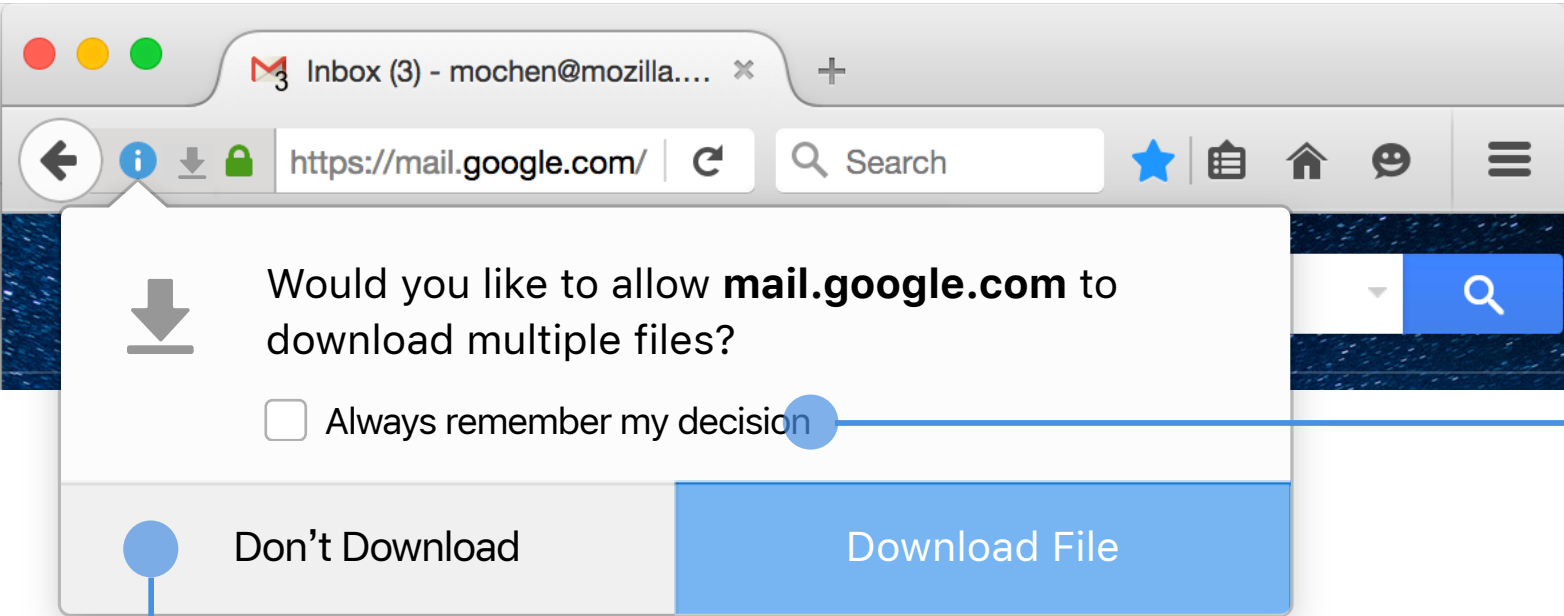 3 Inbox (3) - mochen@mozilla....
https://mail.google.com/ Search
Would you like to allow mail.google.com to
download multiple files?
Always remember my decision
Don’t Download Download File